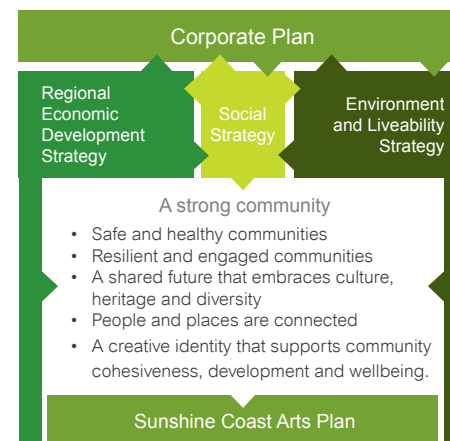 Corporate Plan
Regional
Economic
Development
Strategy
Social
Strategy
Environment
and Liveability
Strategy
A strong community
• Safe and healthy communities
• Resilient and engaged communities
• A shared future that embraces culture,
heritage and diversity
• People and places are connected
• A creative identity that supports community
cohesiveness, development and wellbeing.
Sunshine Coast Arts Plan